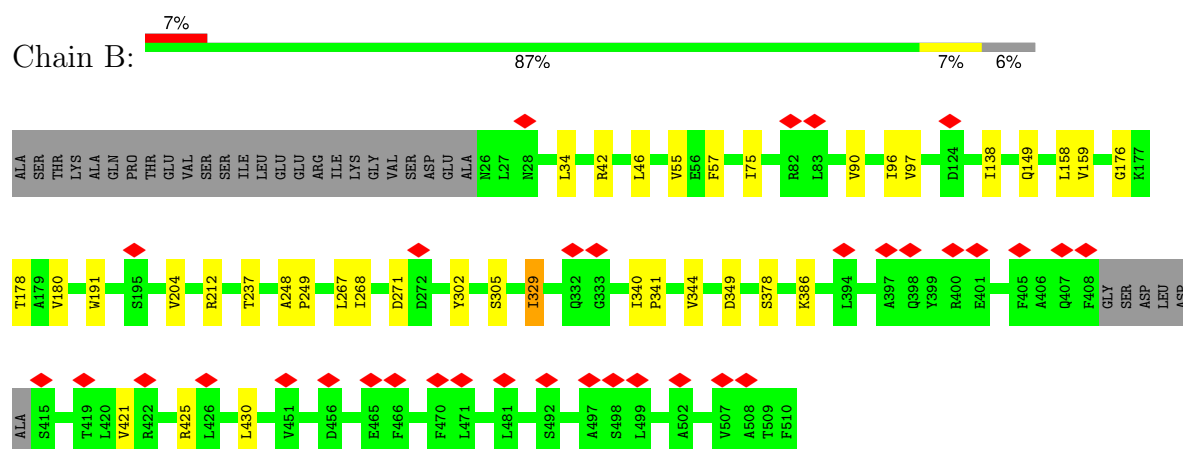 7%
Chain B:
87% 7% 6%
ALA SER THR LYS ALA GLN PRO THR GLU VAL SER SER ILE LEU GLU GLU ARG ILE LYS GLY VAL SER ASP GLU ALA N26 L27 N28 L34 R42 L46 V55 E56 F57 I75 R82 L83 V90 I96 V97 D124 I138 Q149 L158 V159 G176 K177
T178 A179 V180 W191 S195 V204 R212 T237 A248 P249 L267 I268 D271 D272 Y302 S305 I329 Q332 G333 I340 P341 V344 D349 S378 K386 L394 A397 Q398 Y399 R400 E401 F405 A406 Q407 F408 GLY SER ASP LEU ASP
ALA S415 T419 L420 V421 R422 R425 L426 L430 V451 D456 E465 F466 F470 L471 L481 S492 A497 S498 L499 A502 V507 A508 T509 F510